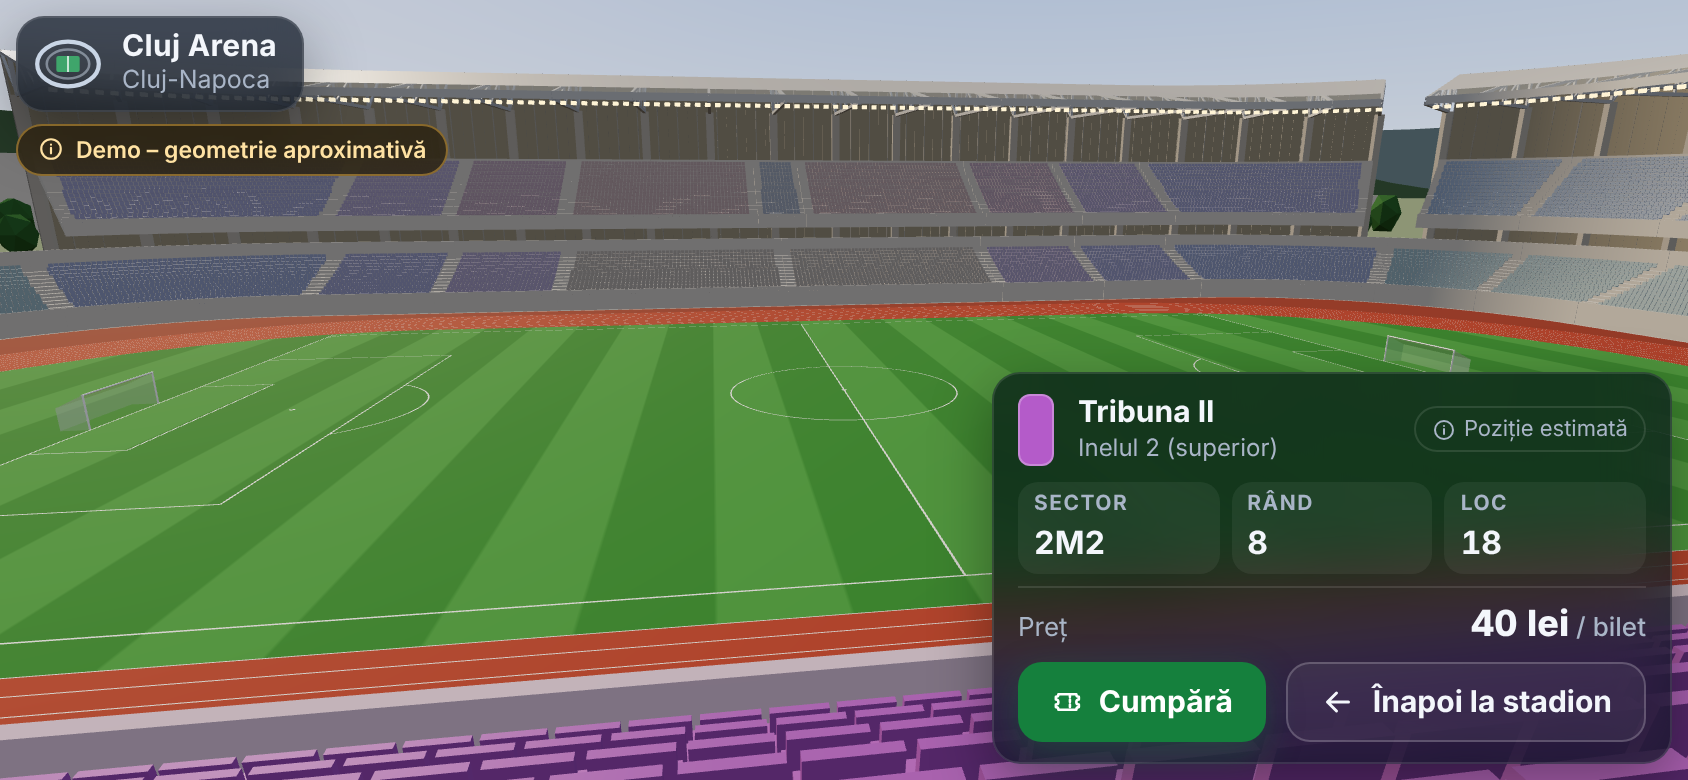 Cluj Arena
Cluj-Napoca
Demo – geometrie aproximativă
Tribuna II
Inelul 2 (superior)
Poziție estimată
SECTOR
2M2
RÂND
8
LOC
18
Preț
40 lei / bilet
Cumpără
Înapoi la stadion